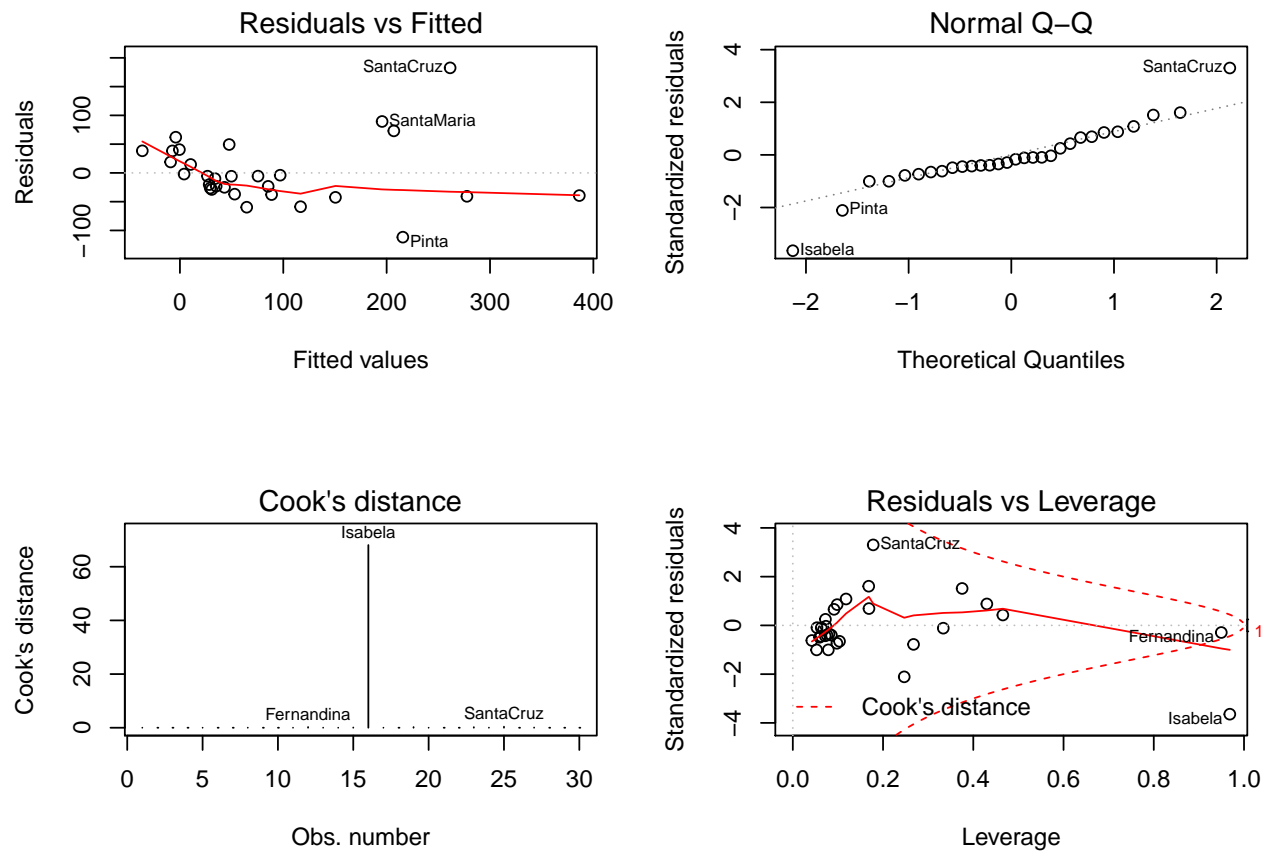 Residuals vs Fitted
Residuals
−100
0
100
SantaCruz
SantaMaria
Pinta
0
100
200
300
400
Fitted values
Normal Q−Q
Standardized residuals
−2
0
2
4
SantaCruz
Pinta
Isabela
−2
−1
0
1
2
Theoretical Quantiles
Cook's distance
Cook's distance
0
20
40
60
Isabela
Fernandina
SantaCruz
0
5
10
15
20
25
30
Obs. number
Residuals vs Leverage
Standardized residuals
−4
−2
0
2
4
SantaCruz
Fernandina
1
Cook's distance
Isabela
0.0
0.2
0.4
0.6
0.8
1.0
Leverage